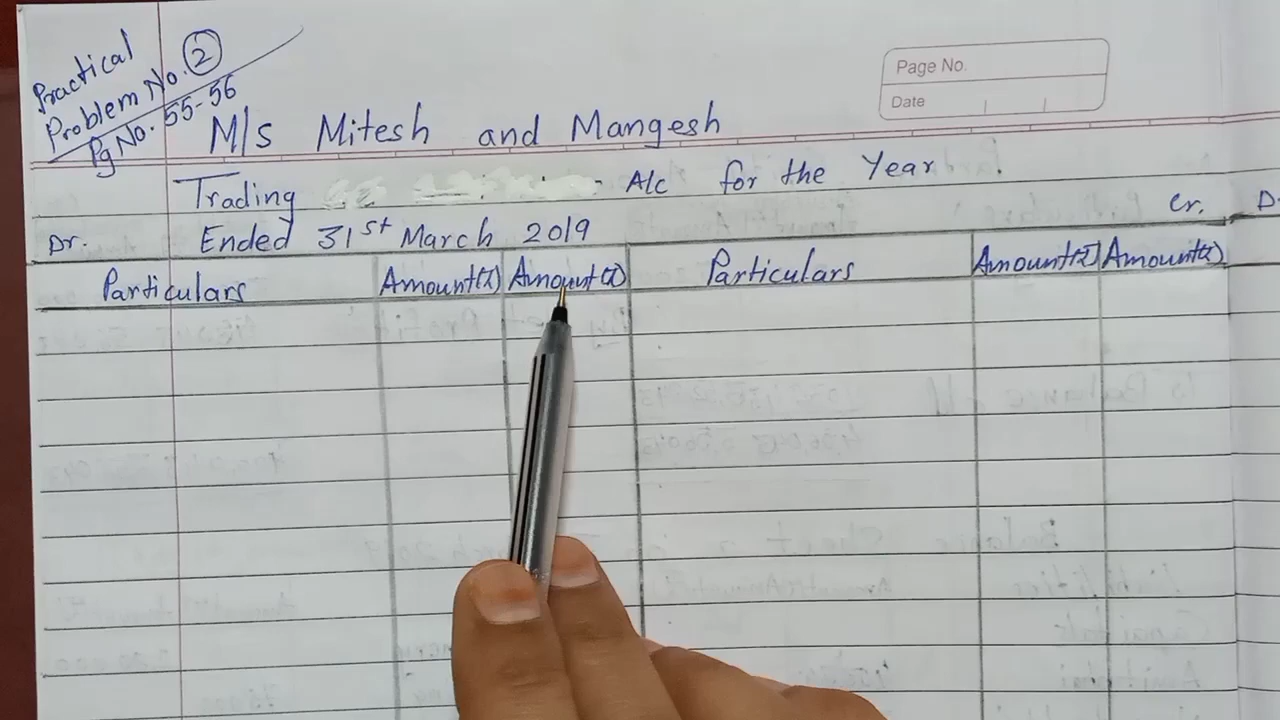 Practical
Problem No. 2
Pg No. 55-56
Page No.
Date
M/s Mitesh and Mangesh
Trading A/c for the Year
Dr. Ended 31st March 2019 Cr. D
Particulars Amount(₹) Amount(₹) Particulars Amount(₹) Amount(₹)